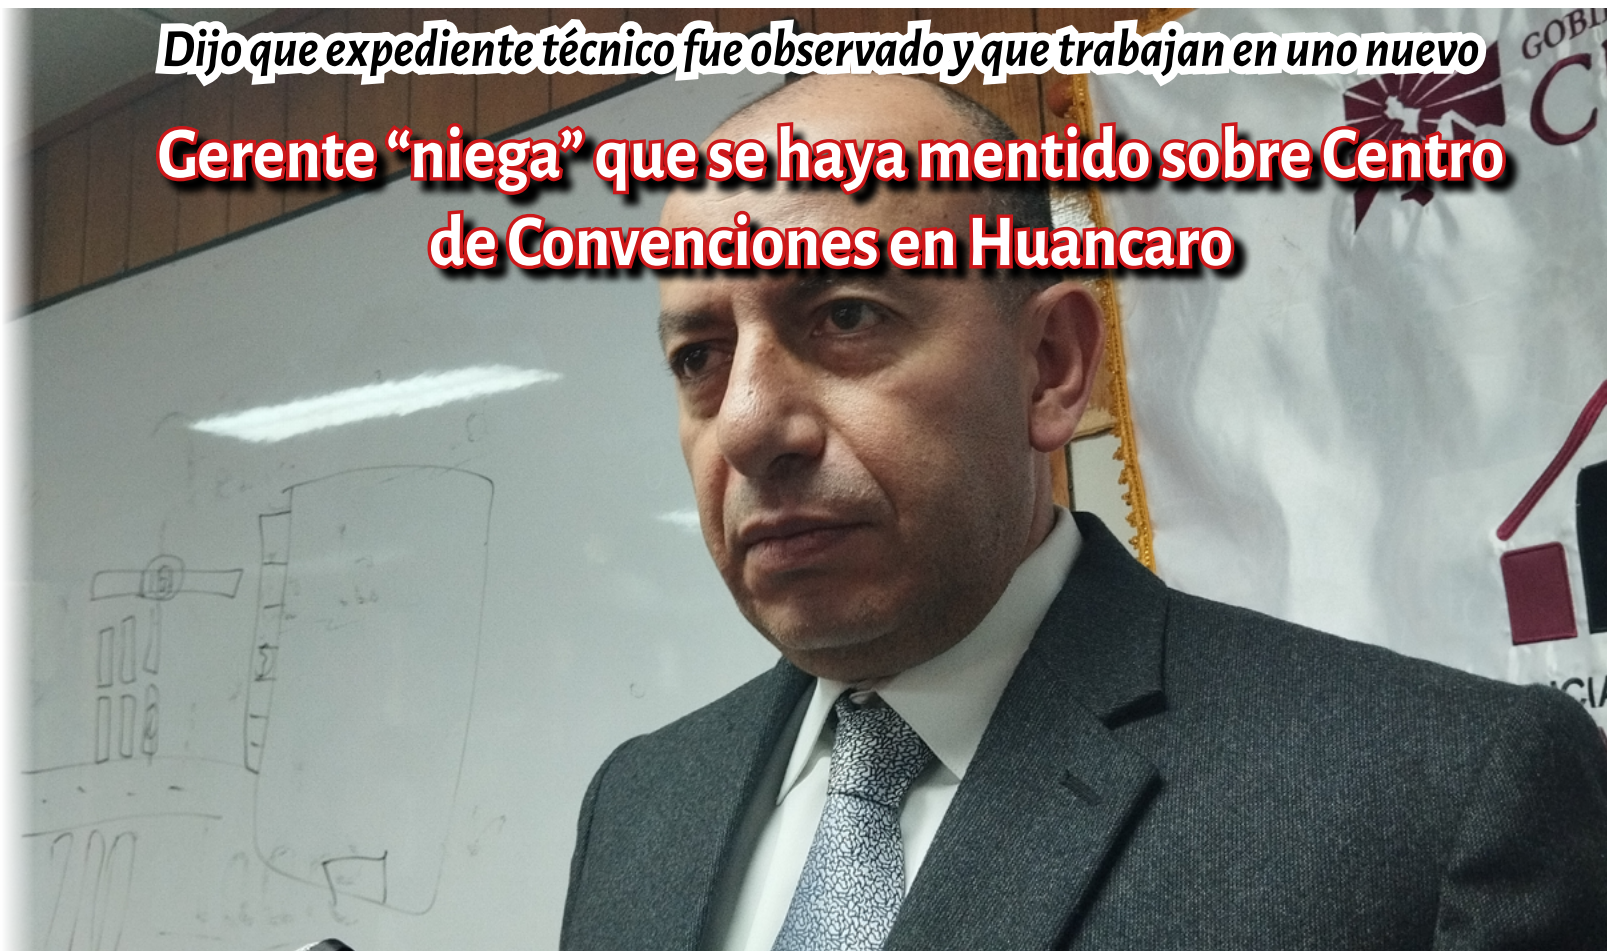 Dijo que expediente técnico fue observado y que trabajan en uno nuevo
Gerente “niega” que se haya mentido sobre Centro
de Convenciones en Huancaro